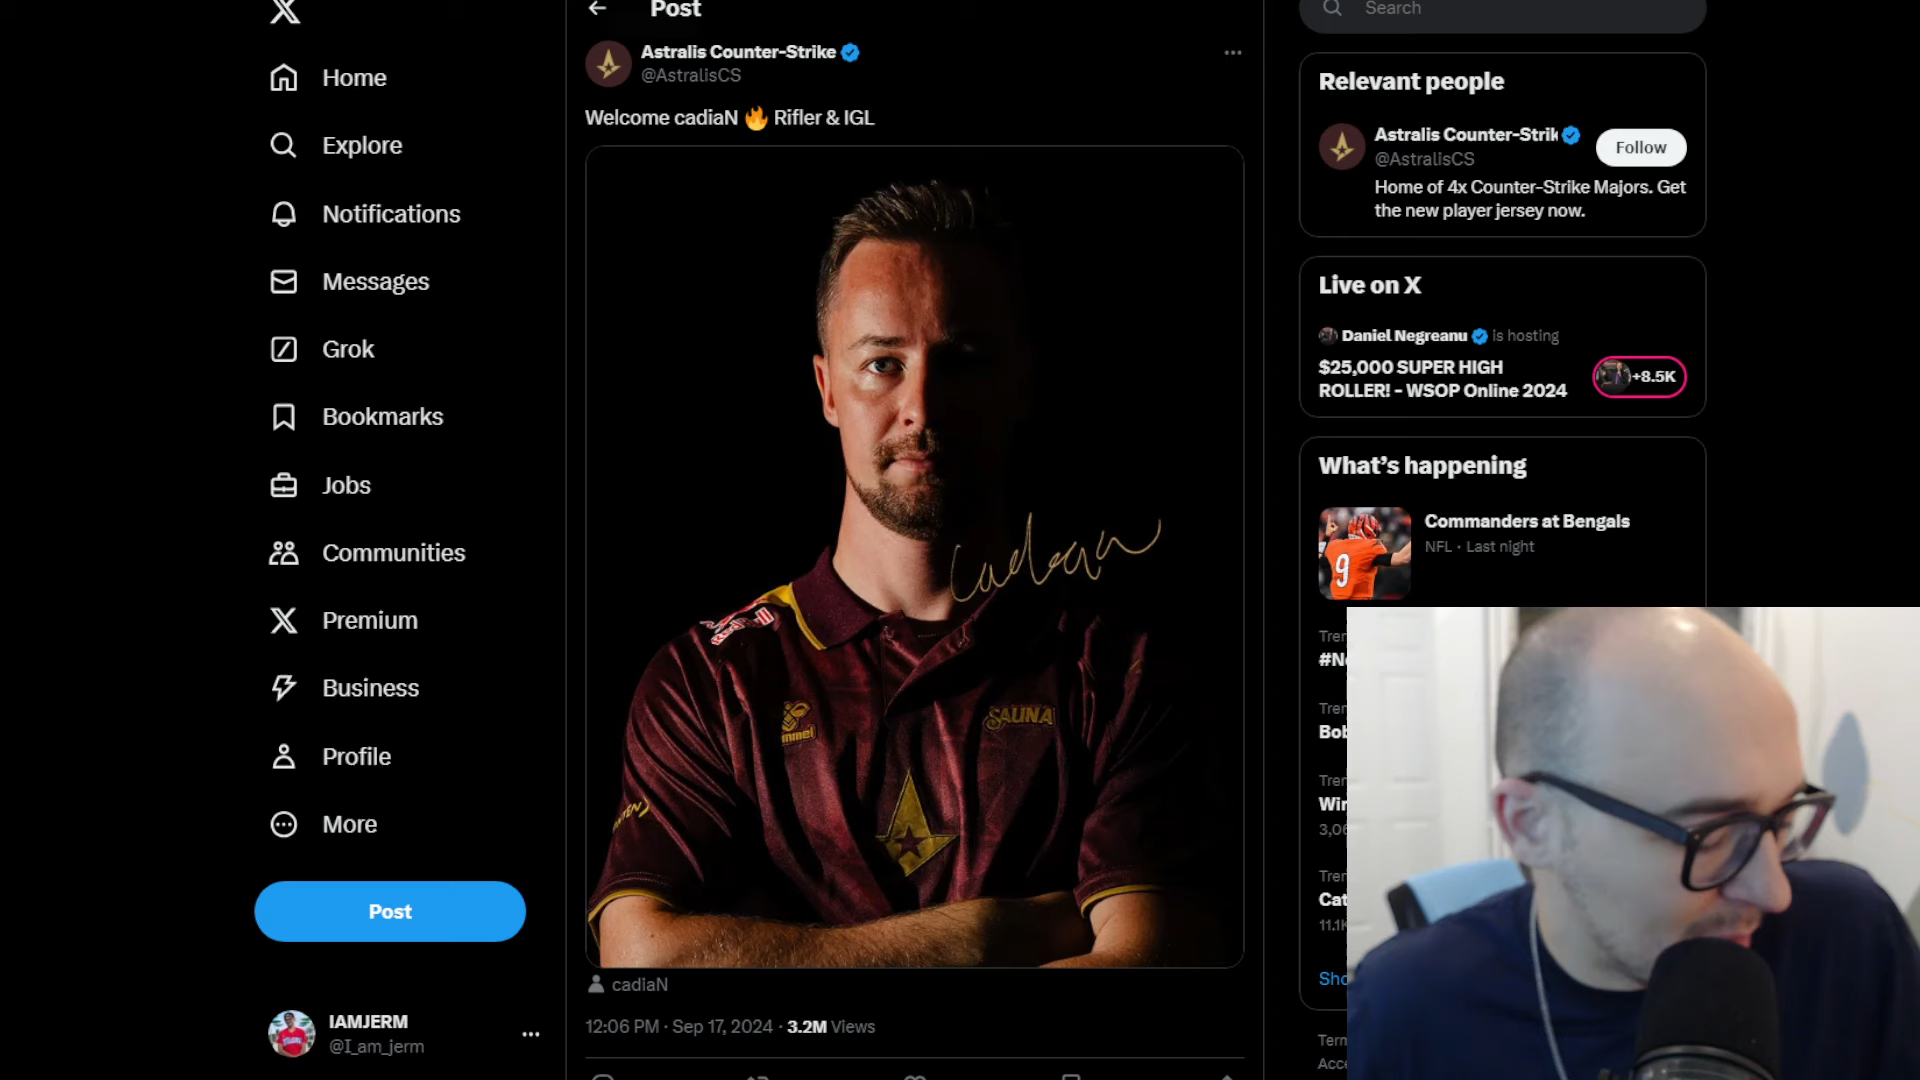 Home
Explore
Notifications
Messages
Grok
Bookmarks
Jobs
Communities
Premium
Business
Profile
More
Post
IAMJERM
@I_am_jerm
Post
Astralis Counter-Strike
@AstralisCS
Welcome cadiaN 🔥 Rifler & IGL
SAUNA
cadiaN
12:06 PM · Sep 17, 2024 · 3.2M Views
Search
Relevant people
Astralis Counter-Strik
@AstralisCS
Follow
Home of 4x Counter-Strike Majors. Get
the new player jersey now.
Live on X
Daniel Negreanu is hosting
$25,000 SUPER HIGH
ROLLER! - WSOP Online 2024
+8.5K
What's happening
Commanders at Bengals
NFL · Last night
9